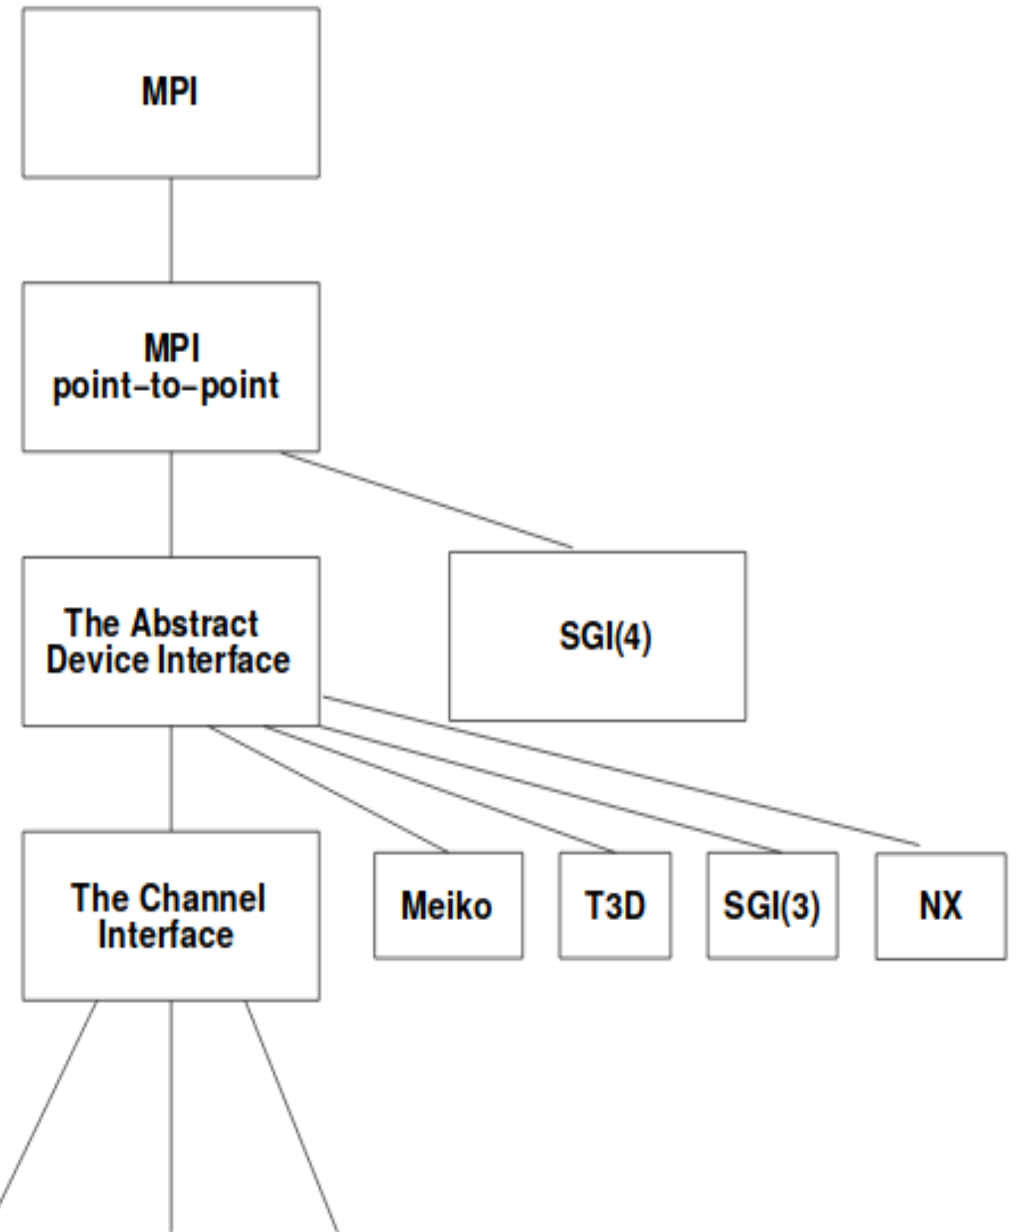 MPI
MPI
point–to–point
The Abstract
Device Interface
SGI(4)
The Channel
Interface
Meiko
T3D
SGI(3)
NX